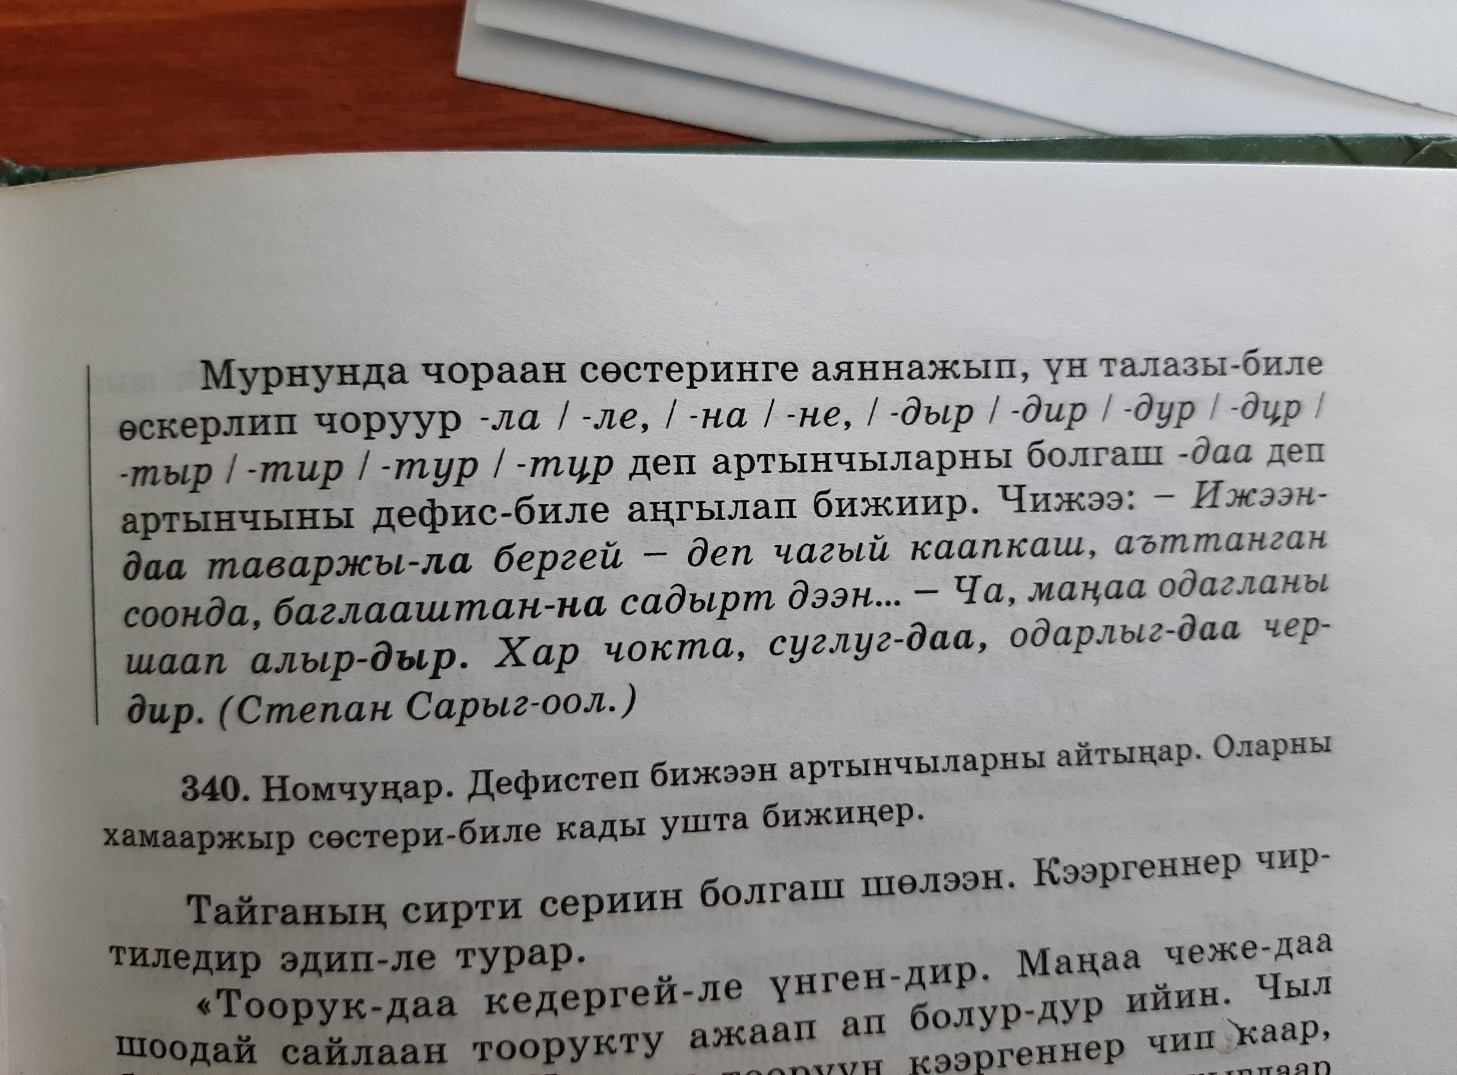 Мурнунда чораан сөстеринге аяннажып, үн талазы-биле
өскерлип чоруур -ла / -ле, / -на / -не, / -дыр / -дир / -дур / -дүр /
-тыр / -тир / -тур / -түр деп артынчыларны болгаш -даа деп
артынчыны дефис-биле аңгылап бижиир. Чижээ: – Ижээн-
даа таваржы-ла бергей – деп чагый каапкаш, аъттанган
соонда, баглааштан-на садырт дээн... – Ча, маңаа одагланы
шаап алыр-дыр. Хар чокта, суглуг-даа, одарлыг-даа чер-
дир. (Степан Сарыг-оол.)
340. Номчуңар. Дефистеп бижээн артынчыларны айтыңар. Оларны
хамааржыр сөстери-биле кады ушта бижиңер.
Тайганың сирти сериин болгаш шөлээн. Кээргеннер чир-
тиледир эдип-ле турар.
«Тоорук-даа кедергей-ле үнген-дир. Маңаа чеже-даа
шоодай сайлаан тоорукту ажаап ап болур-дур ийин. Чыл
кээргеннер чип каар,